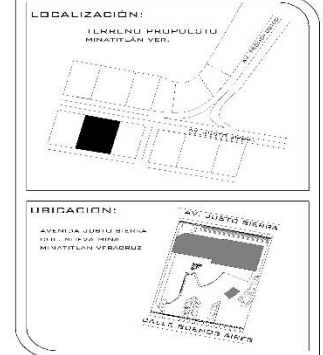 LOCALIZACIÓN:
TERRENO PROPUESTO
MINATITLÁN VER.
UBICACION:
AVENIDA JUSTO SIERRA
COL. NUEVA MINA
MINATITLAN VERACRUZ
AV. JUSTO SIERRA
CALLE BUENOS AIRES